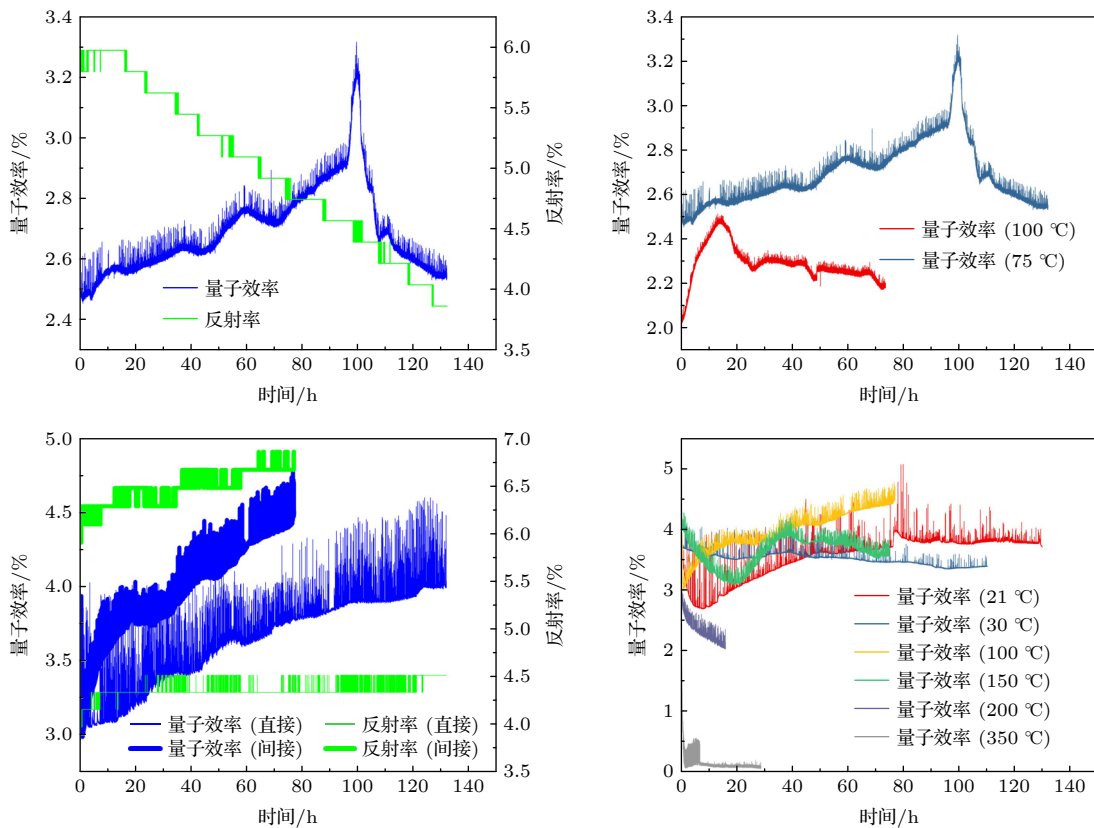 3.4
3.2
3.0
2.8
2.6
2.4
量子效率/%
6.0
5.5
5.0
4.5
4.0
3.5
反射率/%
量子效率
反射率
0 20 40 60 80 100 120 140
时间/h
3.4
3.2
3.0
2.8
2.6
2.4
2.2
2.0
量子效率/%
量子效率 (100 ℃)
量子效率 (75 ℃)
0 20 40 60 80 100 120 140
时间/h
5.0
4.5
4.0
3.5
3.0
量子效率/%
7.0
6.5
6.0
5.5
5.0
4.5
4.0
3.5
反射率/%
量子效率 (直接) 反射率 (直接)
量子效率 (间接) 反射率 (间接)
0 20 40 60 80 100 120 140
时间/h
5
4
3
2
1
0
量子效率/%
量子效率 (21 ℃)
量子效率 (30 ℃)
量子效率 (100 ℃)
量子效率 (150 ℃)
量子效率 (200 ℃)
量子效率 (350 ℃)
0 20 40 60 80 100 120 140
时间/h